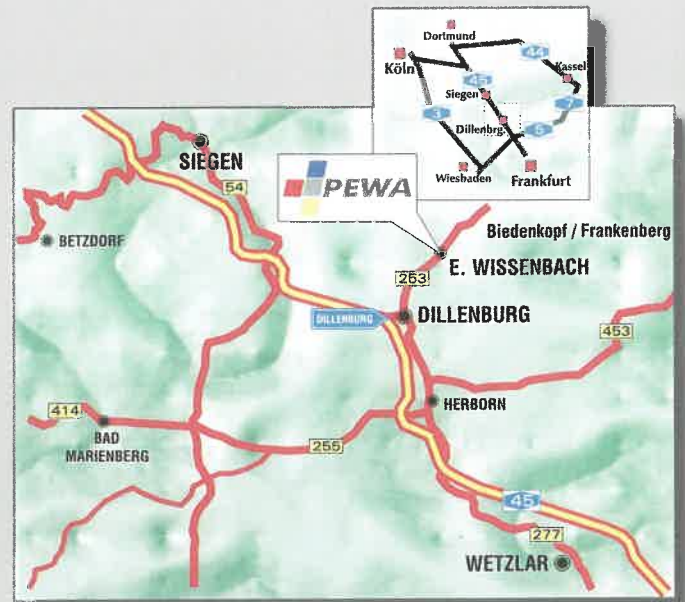 Dortmund
44
Köln
Kassel
45
Siegen
7
3
Dillenbrg.
5
Wiesbaden
Frankfurt
SIEGEN
54
PEWA
Biedenkopf / Frankenberg
BETZDORF
E. WISSENBACH
253
DILLENBURG
DILLENBURG
453
414
HERBORN
BAD
MARIENBERG
255
45
277
WETZLAR